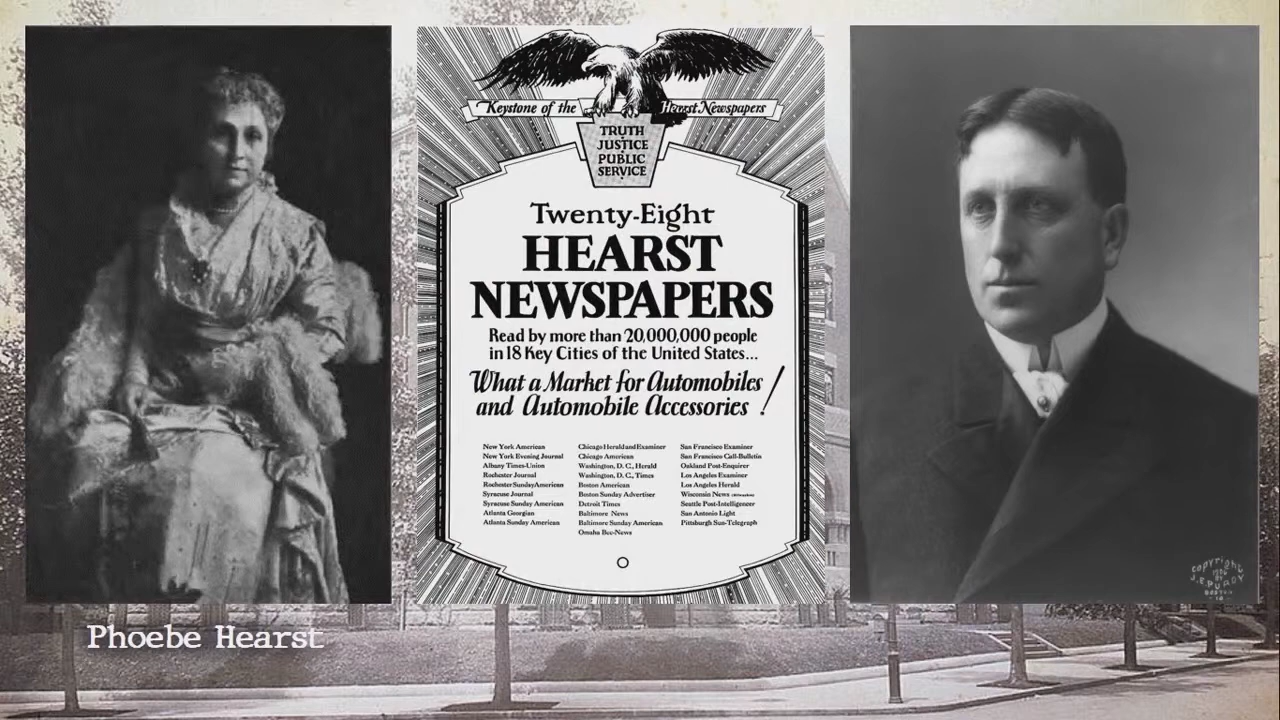 Keystone of the Hearst Newspapers
TRUTH
JUSTICE
PUBLIC
SERVICE
Twenty-Eight
HEARST
NEWSPAPERS
Read by more than 20,000,000 people
in 18 Key Cities of the United States...
What a Market for Automobiles
and Automobile Accessories !
New York American
New York Evening Journal
Albany Times-Union
Rochester Journal
Rochester Sunday American
Syracuse Journal
Syracuse Sunday American
Atlanta Georgian
Atlanta Sunday American
Chicago Herald and Examiner
Chicago American
Washington, D. C., Herald
Washington, D. C., Times
Boston American
Boston Sunday Advertiser
Detroit Times
Baltimore News
Baltimore Sunday American
Omaha Bee-News
San Francisco Examiner
San Francisco Call-Bulletin
Oakland Post-Enquirer
Los Angeles Examiner
Los Angeles Herald
Wisconsin News (Milwaukee)
Seattle Post-Intelligencer
San Antonio Light
Pittsburgh Sun-Telegraph
copyright
BOSTON
Phoebe Hearst